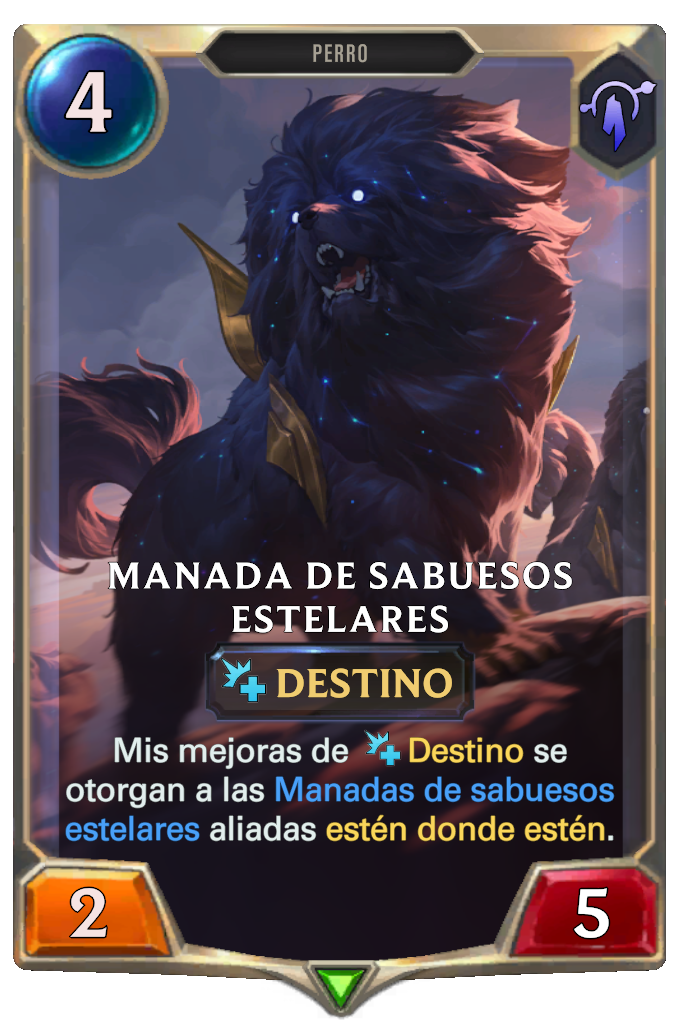 PERRO
4
MANADA DE SABUESOS
ESTELARES
DESTINO
Mis mejoras de Destino se
otorgan a las Manadas de sabuesos
estelares aliadas estén donde estén.
2
5